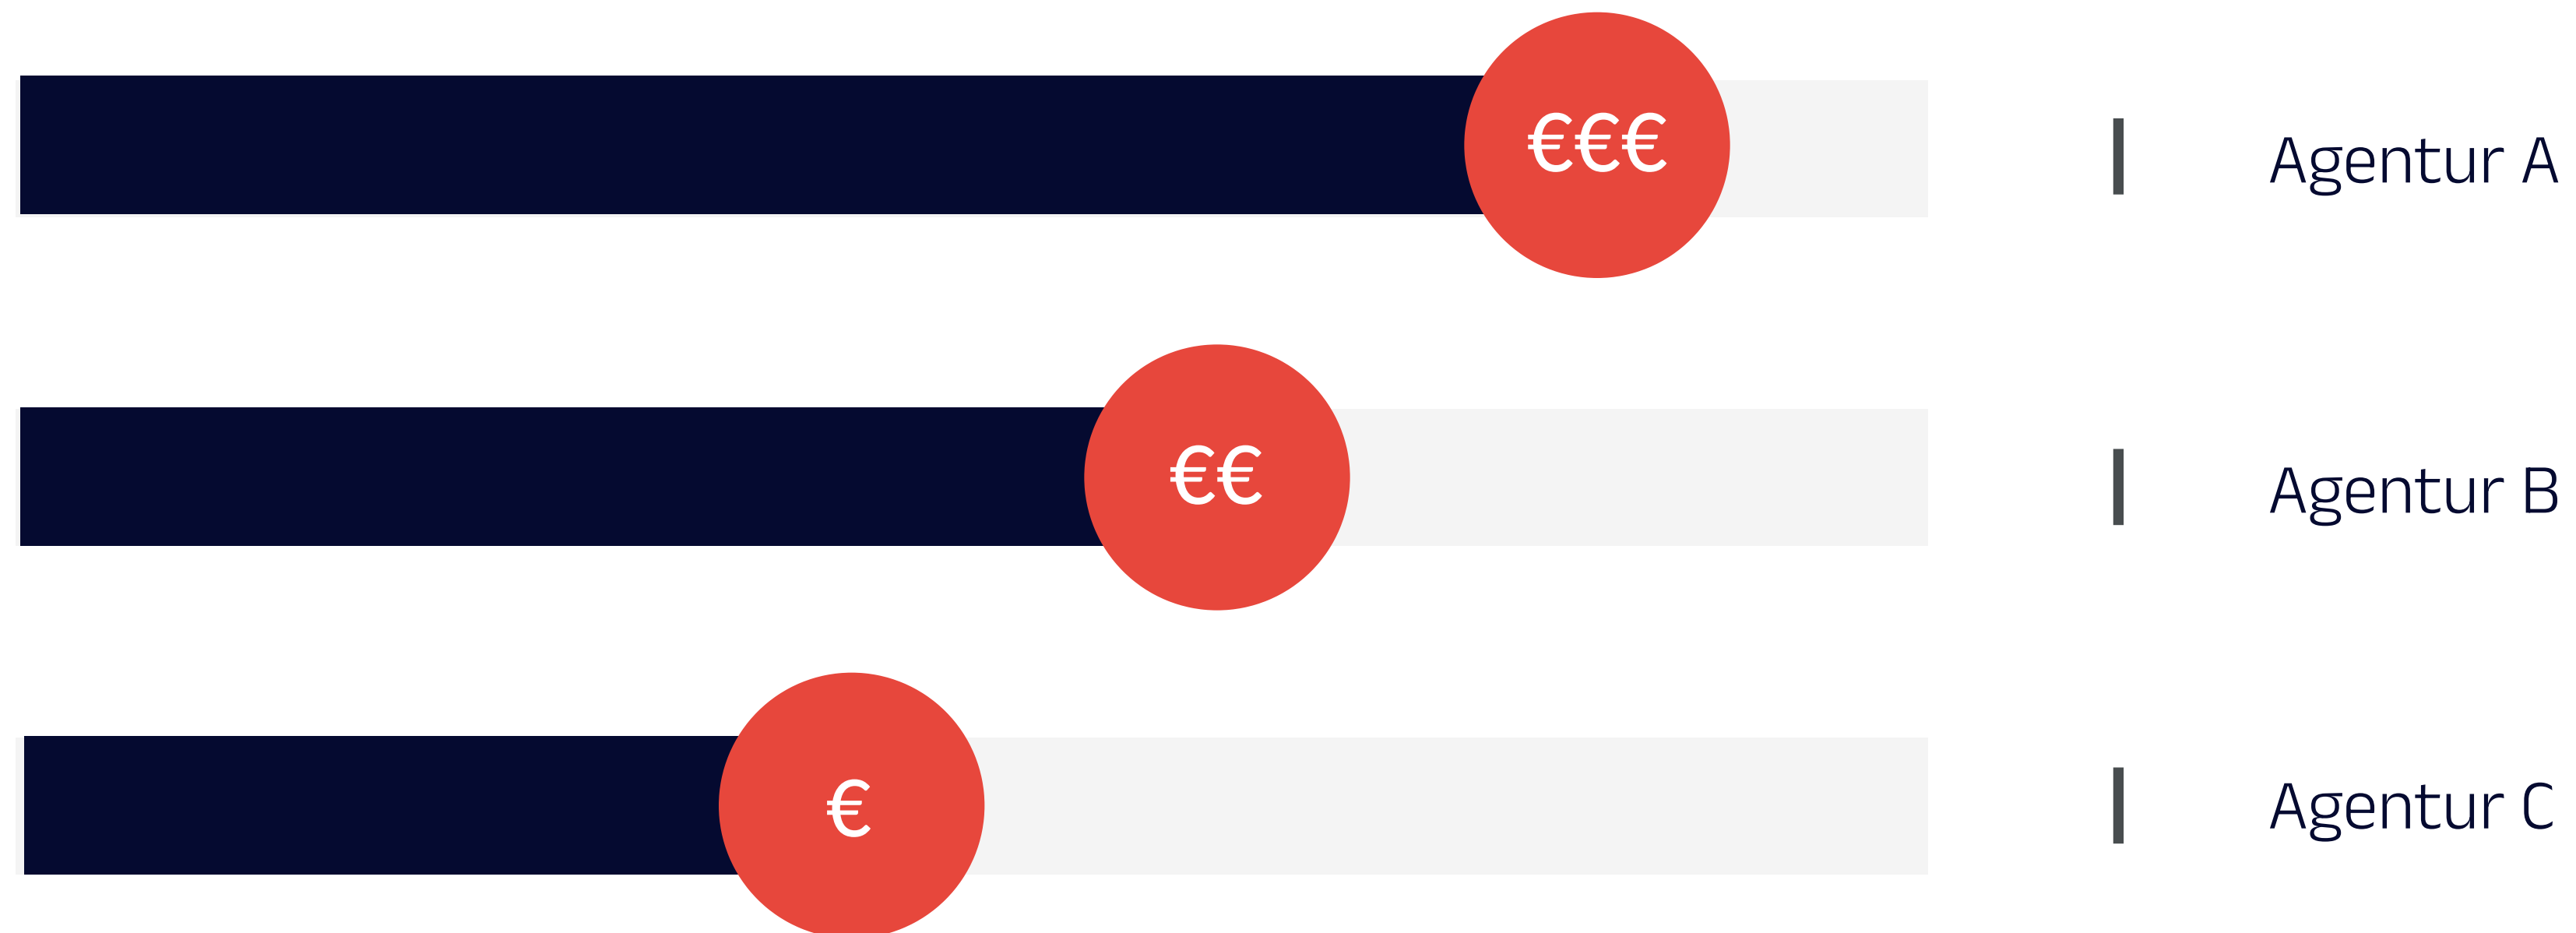 €€€ Agentur A
€€ Agentur B
€ Agentur C